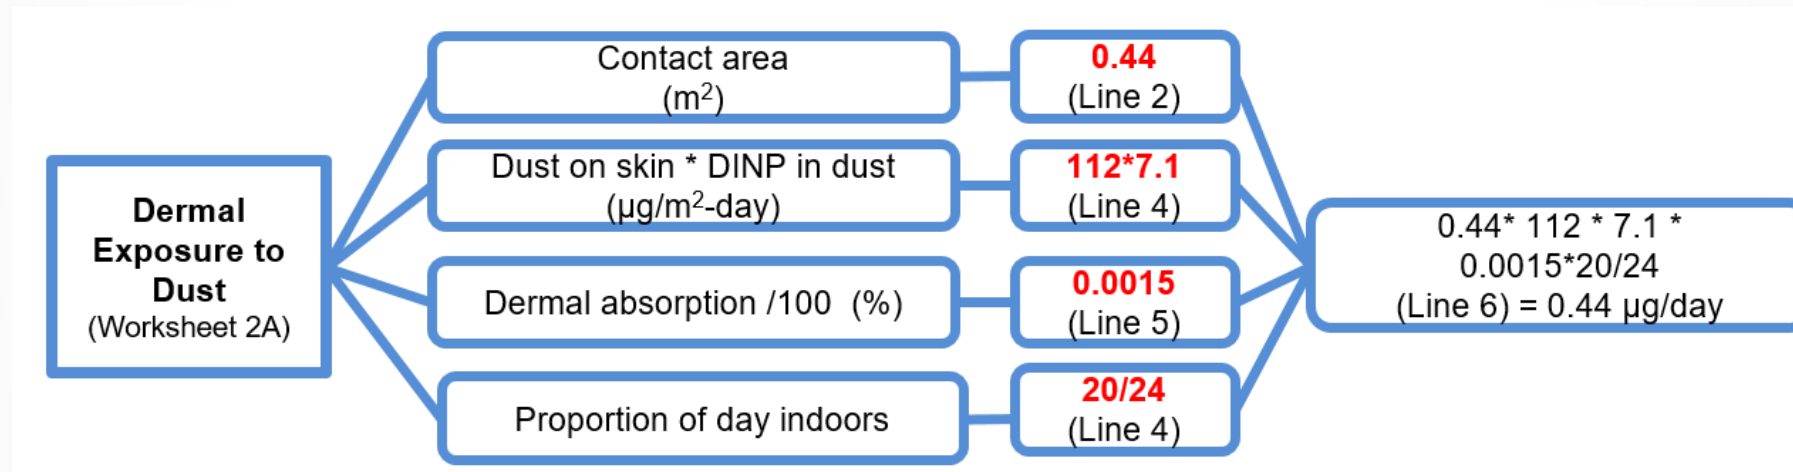 Dermal
Exposure to
Dust
(Worksheet 2A)
Contact area
(m²)
0.44
(Line 2)
Dust on skin * DINP in dust
(µg/m²-day)
112*7.1
(Line 4)
Dermal absorption /100  (%)
0.0015
(Line 5)
Proportion of day indoors
20/24
(Line 4)
0.44* 112 * 7.1 *
0.0015*20/24
(Line 6) = 0.44 µg/day